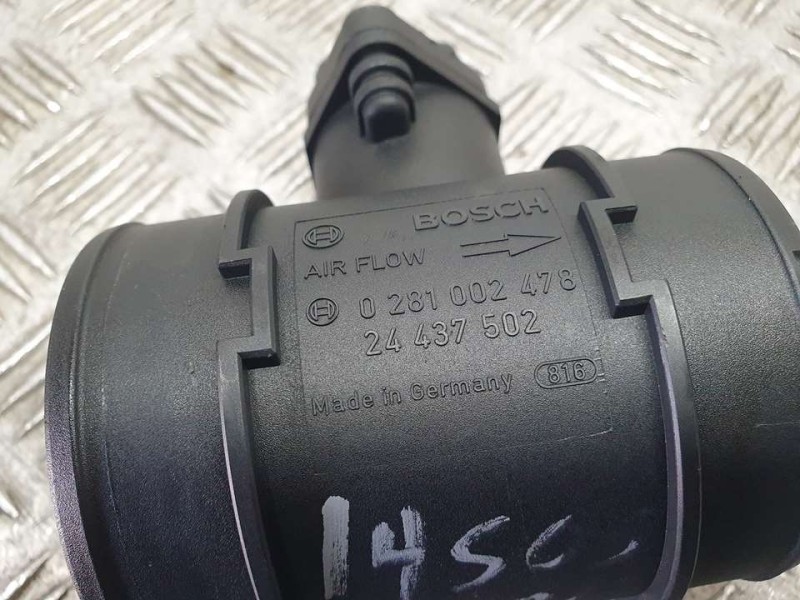 BOSCH
AIR FLOW
0 281 002 478
24 437 502
Made in Germany 816